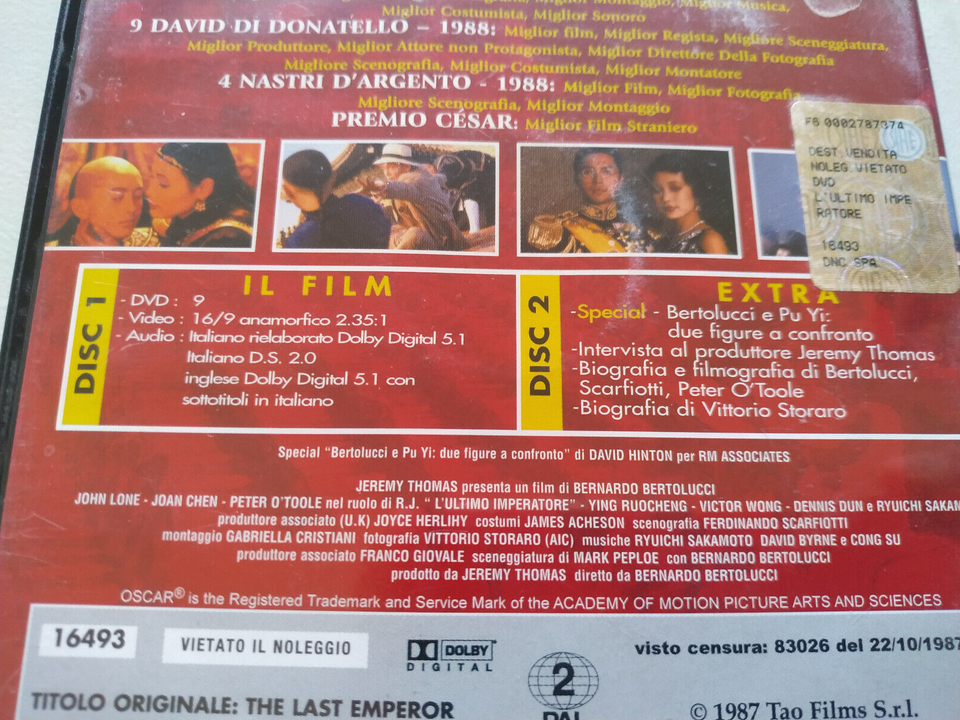 Miglior Montaggio, Miglior Musica,
Miglior Costumista, Miglior Sonoro
9 DAVID DI DONATELLO – 1988: Miglior film, Miglior Regista, Migliore Sceneggiatura,
Miglior Produttore, Miglior Attore non Protagonista, Miglior Direttore Della Fotografia
Migliore Scenografia, Miglior Costumista, Miglior Montatore
4 NASTRI D'ARGENTO - 1988: Miglior Film, Miglior Fotografia,
Migliore Scenografia, Miglior Montaggio
PREMIO CÉSAR: Miglior Film Straniero
F6 0002787374
DEST.VENDITA
NOLEG.VIETATO
DVD
L'ULTIMO IMPE
RATORE
16493
DNC SPA
DISC 1
IL FILM
- DVD : 9
- Video : 16/9 anamorfico 2.35:1
- Audio : Italiano rielaborato Dolby Digital 5.1
Italiano D.S. 2.0
inglese Dolby Digital 5.1 con
sottotitoli in italiano
DISC 2
EXTRA
-Special - Bertolucci e Pu Yi:
due figure a confronto
-Intervista al produttore Jeremy Thomas
-Biografia e filmografia di Bertolucci,
Scarfiotti, Peter O'Toole
-Biografia di Vittorio Storaro
Special "Bertolucci e Pu Yi: due figure a confronto" di DAVID HINTON per RM ASSOCIATES
JEREMY THOMAS presenta un film di BERNARDO BERTOLUCCI
JOHN LONE - JOAN CHEN - PETER O'TOOLE nel ruolo di R.J. " L'ULTIMO IMPERATORE" - YING RUOCHENG - VICTOR WONG - DENNIS DUN e RYUICHI SAKAM
produttore associato (U.K) JOYCE HERLIHY costumi JAMES ACHESON scenografia FERDINANDO SCARFIOTTI
montaggio GABRIELLA CRISTIANI fotografia VITTORIO STORARO (AIC) musiche RYUICHI SAKAMOTO DAVID BYRNE e CONG SU
produttore associato FRANCO GIOVALE sceneggiatura di MARK PEPLOE con BERNARDO BERTOLUCCI
prodotto da JEREMY THOMAS diretto da BERNARDO BERTOLUCCI
OSCAR® is the Registered Trademark and Service Mark of the ACADEMY OF MOTION PICTURE ARTS AND SCIENCES
16493
VIETATO IL NOLEGGIO
DOLBY
DIGITAL
2
PAL
visto censura: 83026 del 22/10/1987
TITOLO ORIGINALE: THE LAST EMPEROR
© 1987 Tao Films S.r.l.